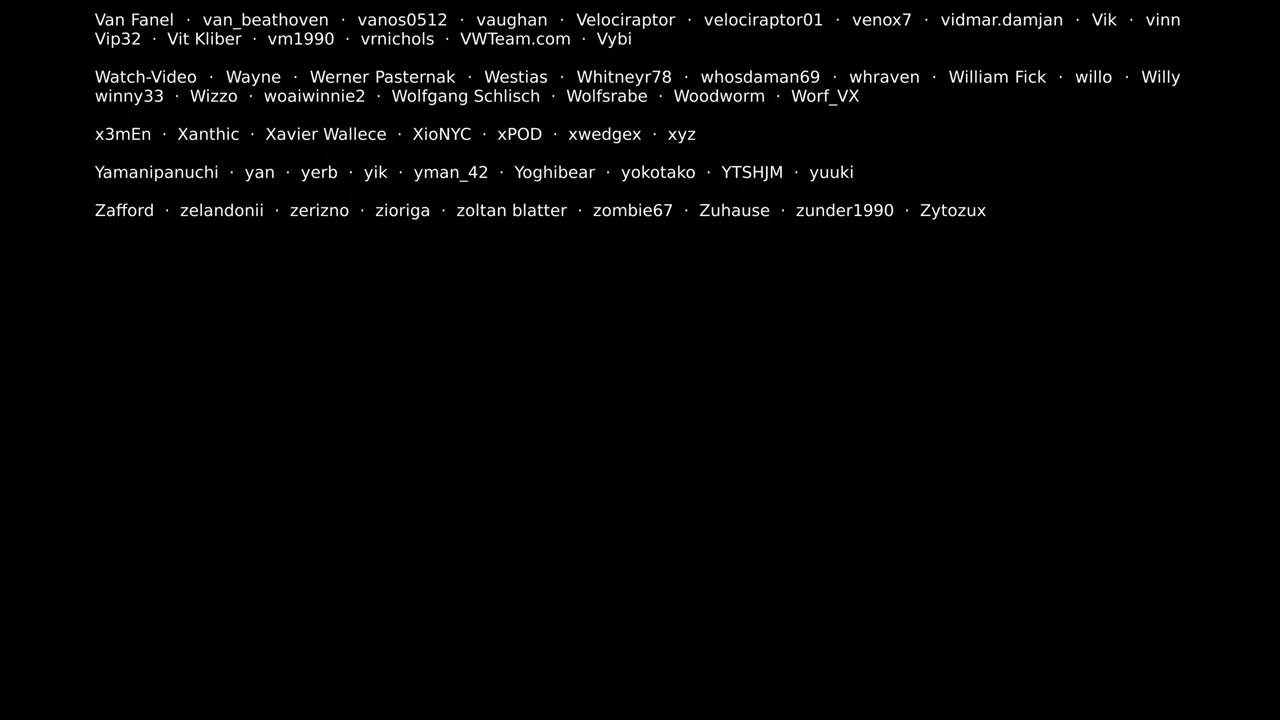 Van Fanel · van_beathoven · vanos0512 · vaughan · Velociraptor · velociraptor01 · venox7 · vidmar.damjan · Vik · vinn
Vip32 · Vit Kliber · vm1990 · vrnichols · VWTeam.com · Vybi
Watch-Video · Wayne · Werner Pasternak · Westias · Whitneyr78 · whosdaman69 · whraven · William Fick · willo · Willy
winny33 · Wizzo · woaiwinnie2 · Wolfgang Schlisch · Wolfsrabe · Woodworm · Worf_VX
x3mEn · Xanthic · Xavier Wallece · XioNYC · xPOD · xwedgex · xyz
Yamanipanuchi · yan · yerb · yik · yman_42 · Yoghibear · yokotako · YTSHJM · yuuki
Zafford · zelandonii · zerizno · zioriga · zoltan blatter · zombie67 · Zuhause · zunder1990 · Zytozux